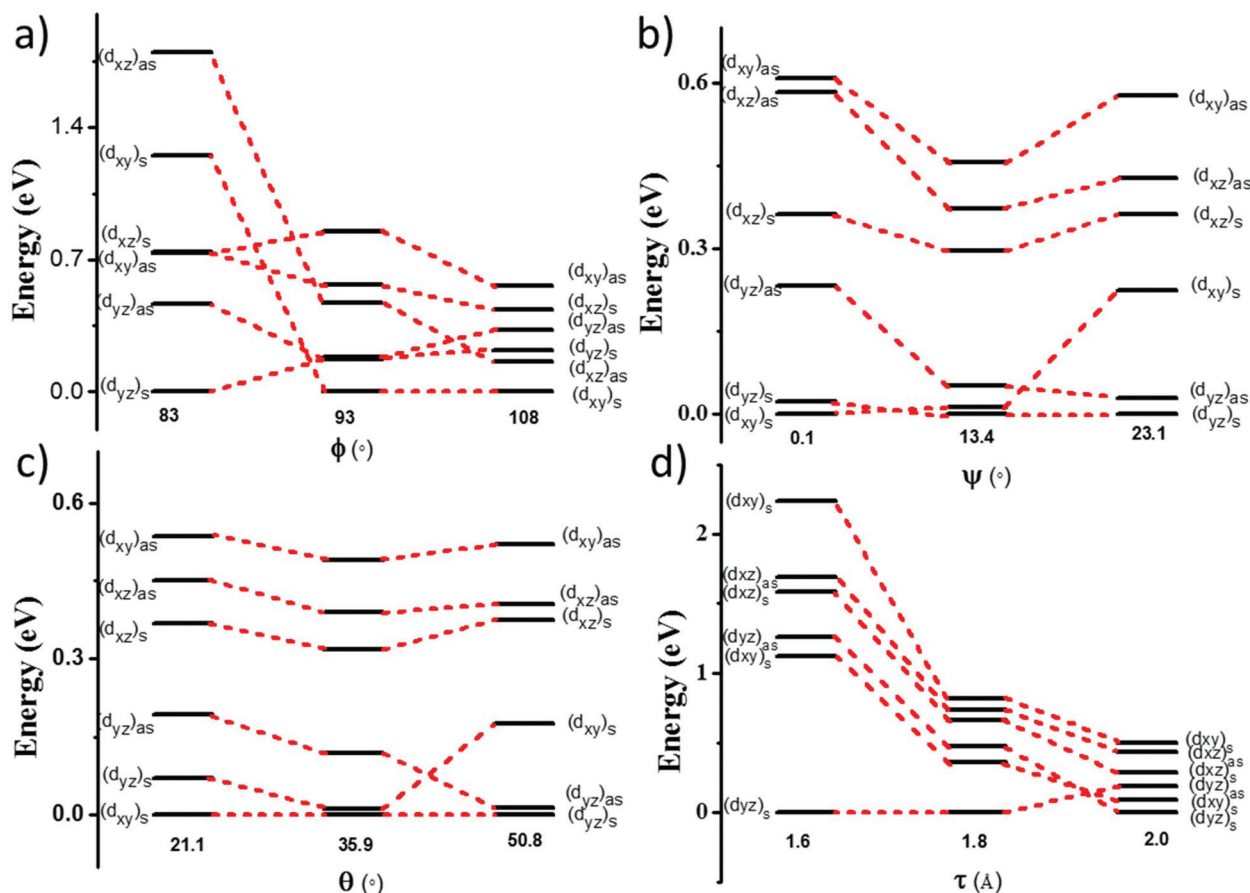 a)
Energy (eV)
1.4
0.7
0.0
(dxz)as
(dxy)s
(dxz)s
(dxy)as
(dyz)as
(dyz)s
(dxy)as
(dxz)s
(dyz)as
(dyz)s
(dxz)as
(dxy)s
83
93
108
ϕ (°)
b)
Energy (eV)
0.6
0.3
0.0
(dxy)as
(dxz)as
(dxz)s
(dyz)as
(dyz)s
(dxy)s
(dxy)as
(dxz)as
(dxz)s
(dxy)s
(dyz)as
(dyz)s
0.1
13.4
23.1
ψ (°)
c)
Energy (eV)
0.6
0.3
0.0
(dxy)as
(dxz)as
(dxz)s
(dyz)as
(dyz)s
(dxy)s
(dxy)as
(dxz)as
(dxz)s
(dxy)s
(dyz)as
(dyz)s
21.1
35.9
50.8
θ (°)
d)
Energy (eV)
2
1
0
(dxy)s
(dxz)as
(dxz)s
(dyz)as
(dxy)s
(dyz)s
(dxy)s
(dxz)as
(dxz)s
(dyz)as
(dxy)s
(dyz)s
1.6
1.8
2.0
τ (Å)